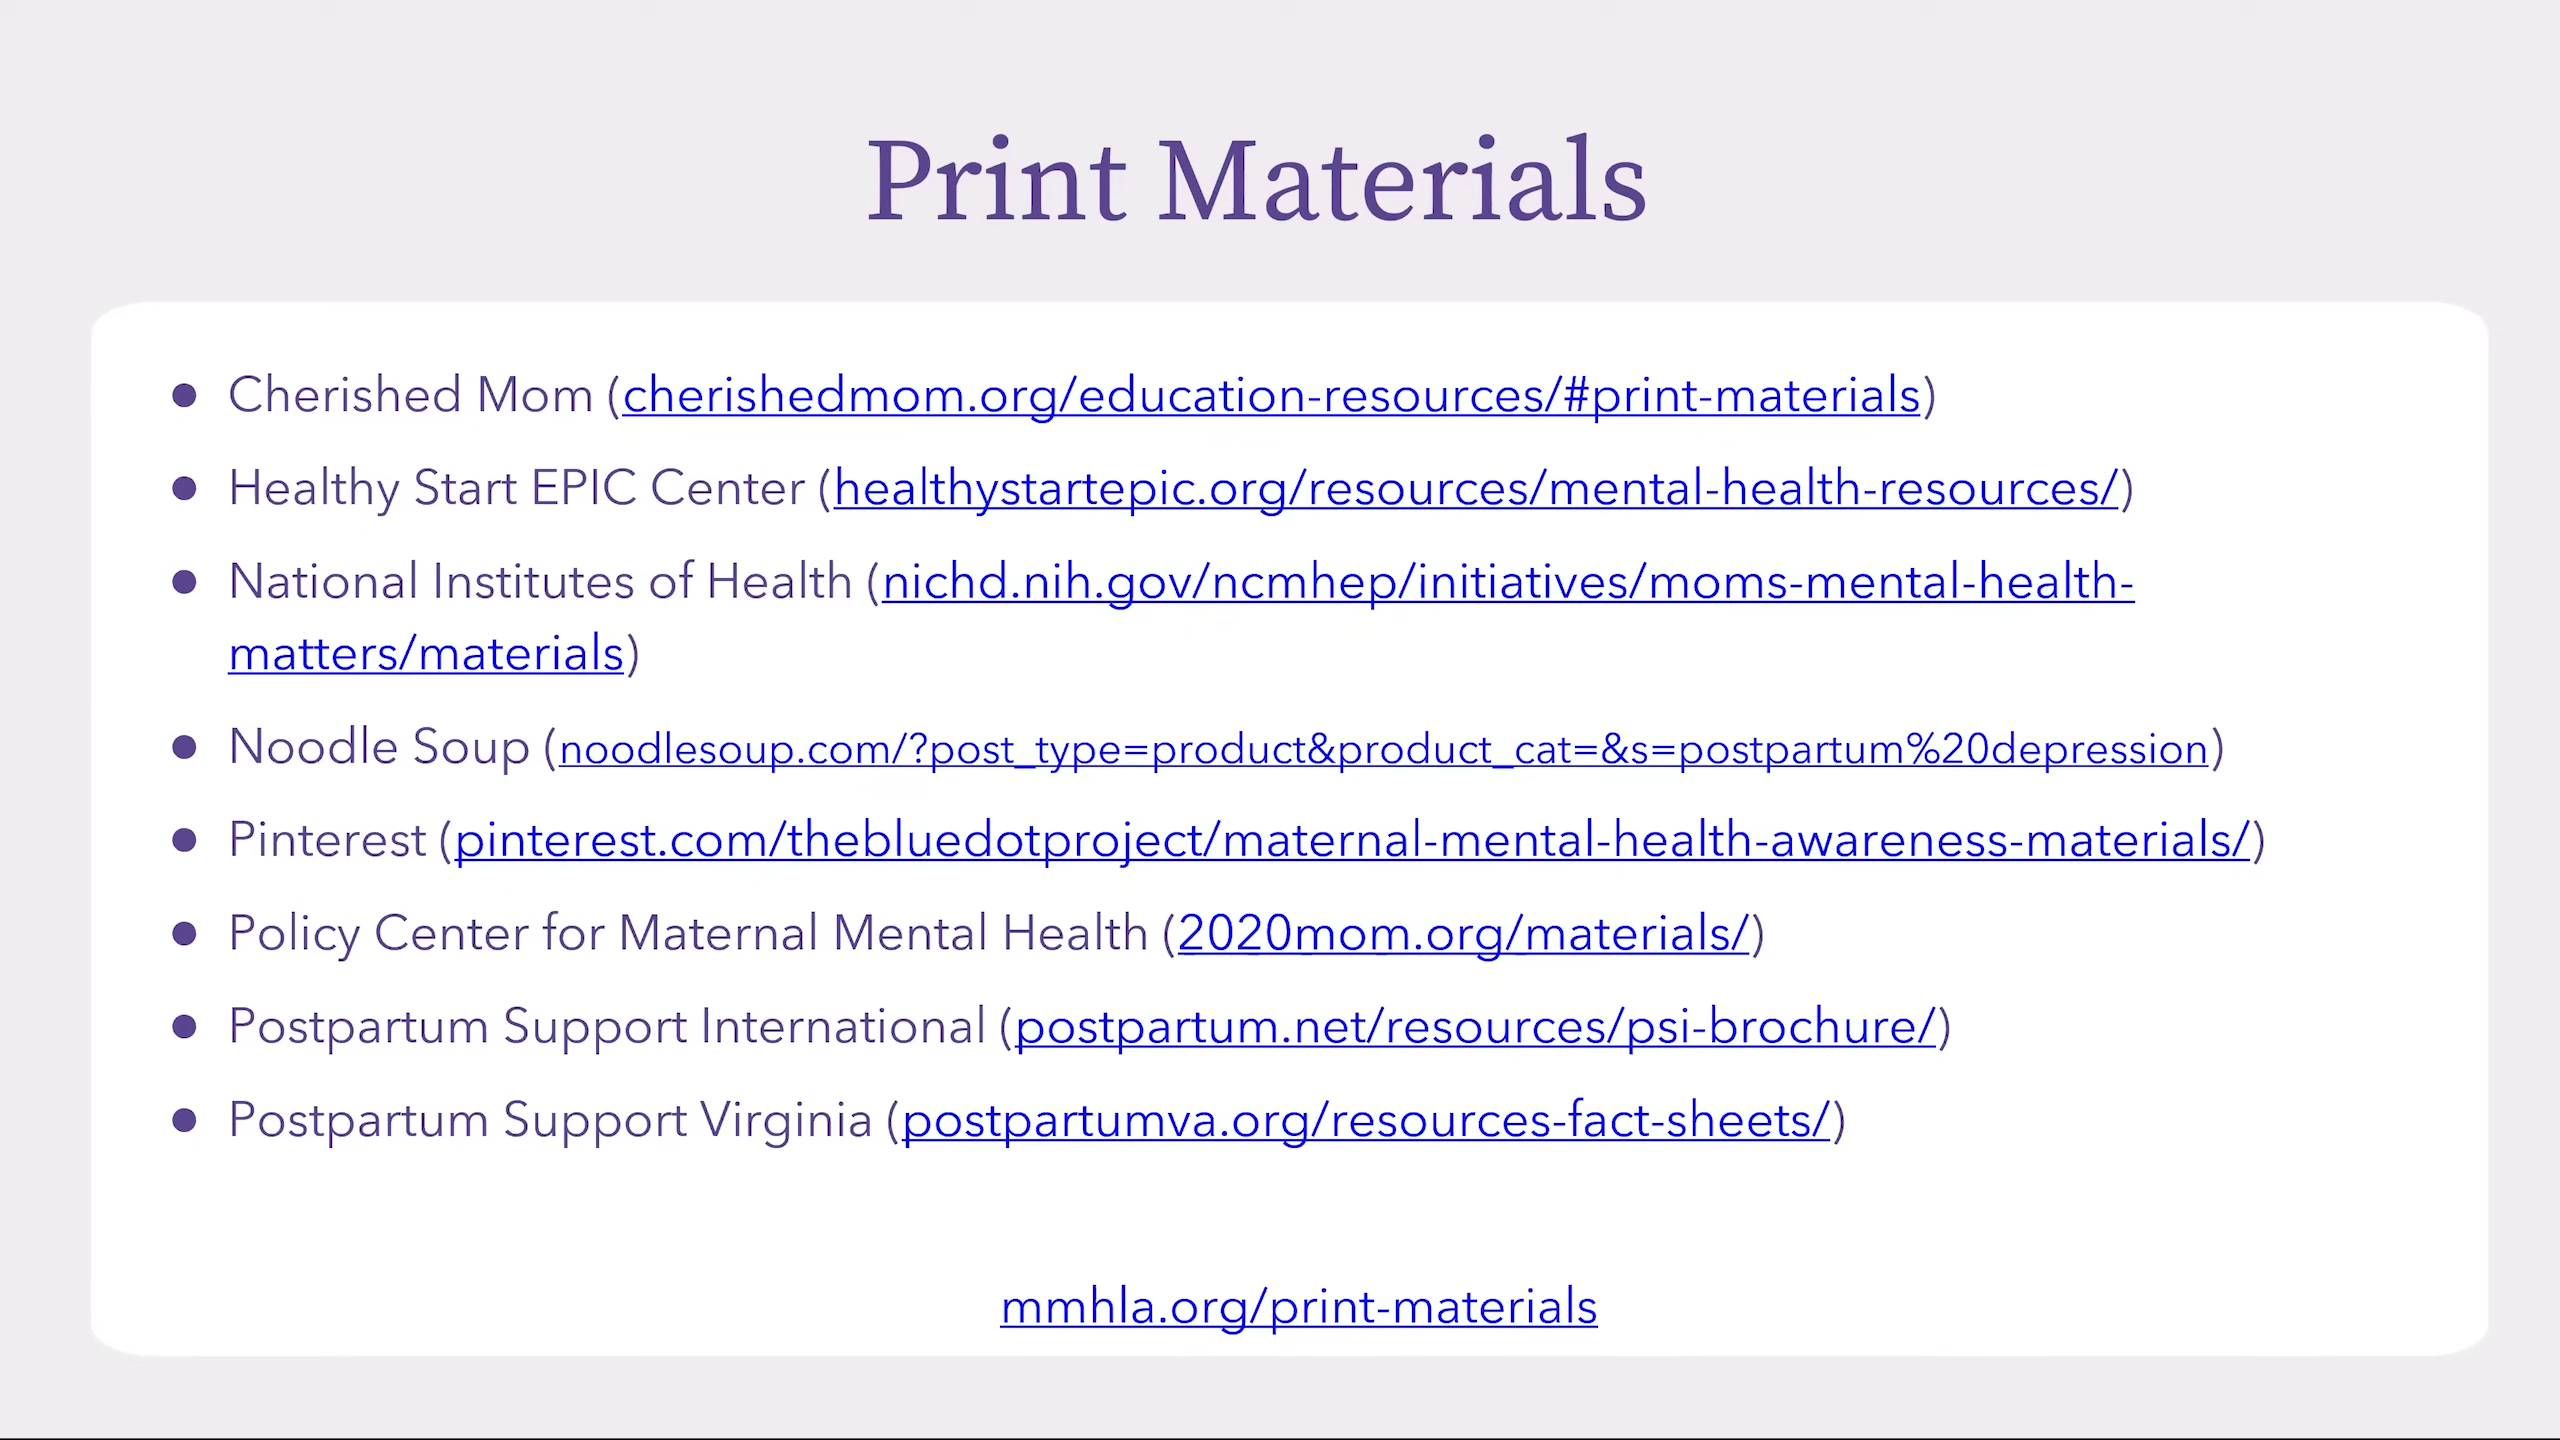 Print Materials
● Cherished Mom (cherishedmom.org/education-resources/#print-materials)
● Healthy Start EPIC Center (healthystartepic.org/resources/mental-health-resources/)
● National Institutes of Health (nichd.nih.gov/ncmhep/initiatives/moms-mental-health-
matters/materials)
● Noodle Soup (noodlesoup.com/?post_type=product&product_cat=&s=postpartum%20depression)
● Pinterest (pinterest.com/thebluedotproject/maternal-mental-health-awareness-materials/)
● Policy Center for Maternal Mental Health (2020mom.org/materials/)
● Postpartum Support International (postpartum.net/resources/psi-brochure/)
● Postpartum Support Virginia (postpartumva.org/resources-fact-sheets/)
mmhla.org/print-materials